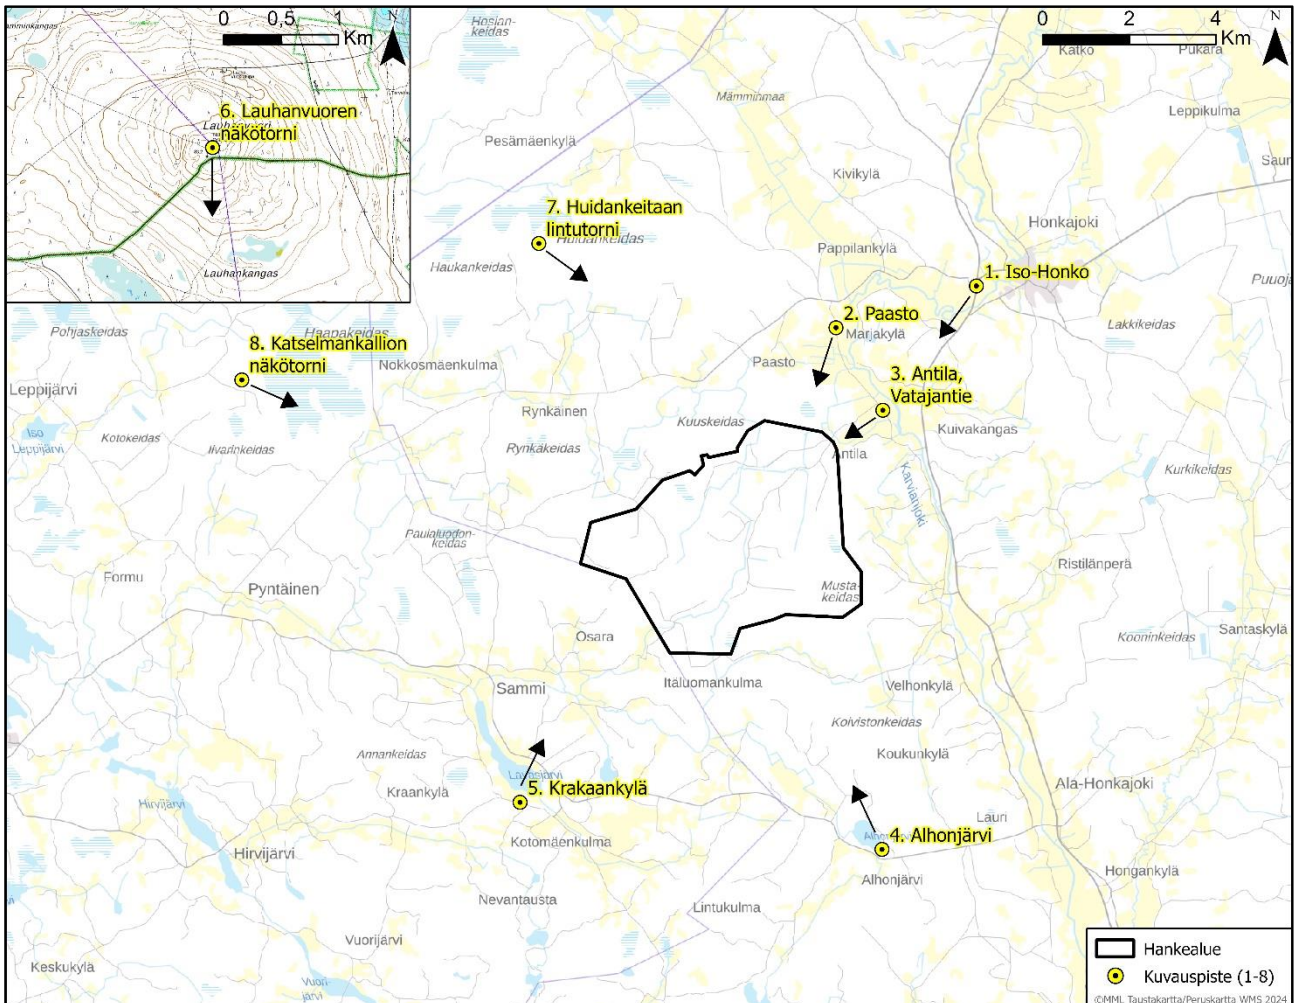 0 0,5 1
Km
N
6. Lauhanvuoren
näkötorni
Lauhankangas
0 2 4
Km
N
Hosian-
keidas
Katko
Pukara
Mämminmaa
Leppikulma
Pesämäenkylä
Kivikylä
7. Huidankeitaan
lintutorni
Huidankeidas
Honkajoki
Pappilankylä
Haukankeidas
1. Iso-Honko
Pohjaskeidas
Haapakeidas
2. Paasto
Marjakylä
Lakkikeidas
8. Katselmankallion
näkötorni
Nokkosmäenkulma
Paasto
3. Antila,
Vatajantie
Leppijärvi
Rynkäinen
Kuuskeidas
Kuivakangas
Iso
Leppijärvi
Kotokeidas
Iivarinkeidas
Rynkäkeidas
Antila
Kurkikeidas
Karvianjoki
Paulaluodon-
keidas
Formu
Pyntäinen
Musta-
keidas
Ristilänperä
Osara
Kooninkeidas
Santaskylä
Sammi
Itäluomankulma
Velhonkylä
Koivistonkeidas
Annankeidas
Koukunkylä
Kraankylä
5. Krakaankylä
Ala-Honkajoki
Hirvijärvi
Lauri
4. Alhonjärvi
Kotomäenkulma
Hirvijärvi
Alhonjärvi
Hongankylä
Nevantausta
Lintukulma
Vuorijärvi
Keskukylä
Vuori-
järvi
Hankealue
Kuvauspiste (1-8)
©MML Taustakartta/Peruskartta WMS 2024